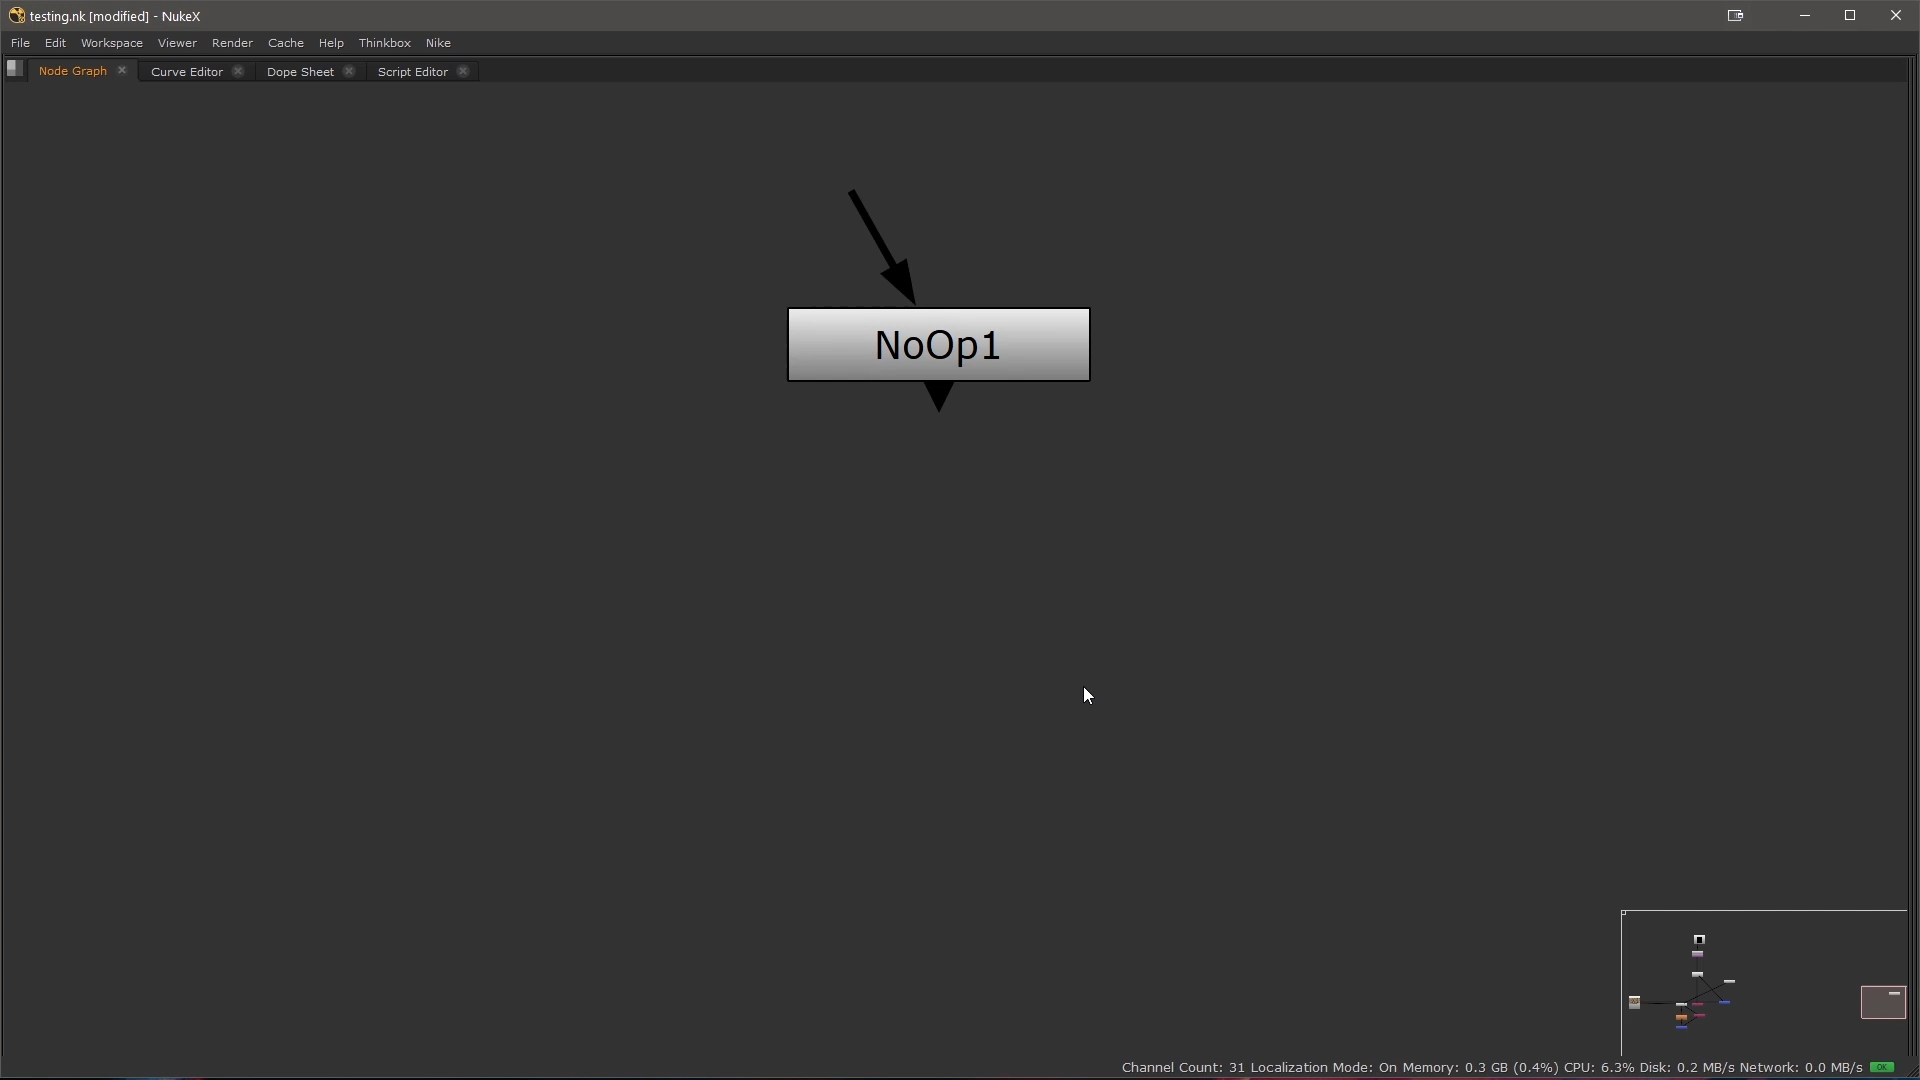 testing.nk [modified] - NukeX
File Edit Workspace Viewer Render Cache Help Thinkbox Nike
Node Graph Curve Editor Dope Sheet Script Editor
NoOp1
Channel Count: 31 Localization Mode: On Memory: 0.3 GB (0.4%) CPU: 6.3% Disk: 0.2 MB/s Network: 0.0 MB/s OK